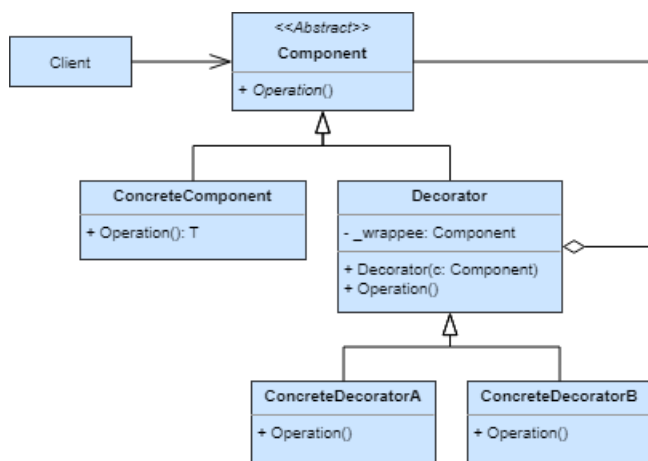 <<Abstract>>
Component
Client
+ Operation()
ConcreteComponent
+ Operation(): T
Decorator
- _wrappee: Component
+ Decorator(c: Component)
+ Operation()
ConcreteDecoratorA
+ Operation()
ConcreteDecoratorB
+ Operation()